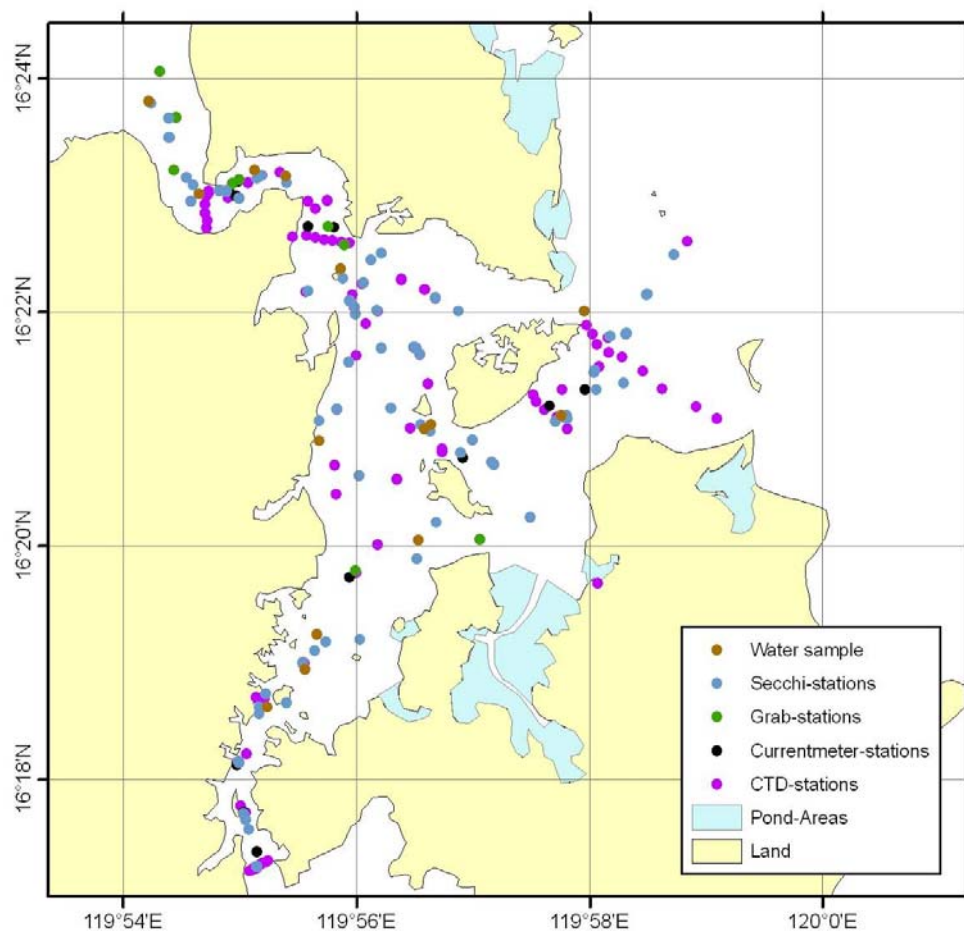 16°24'N
16°22'N
16°20'N
16°18'N
Water sample
Secchi-stations
Grab-stations
Currentmeter-stations
CTD-stations
Pond-Areas
Land
119°54'E
119°56'E
119°58'E
120°0'E